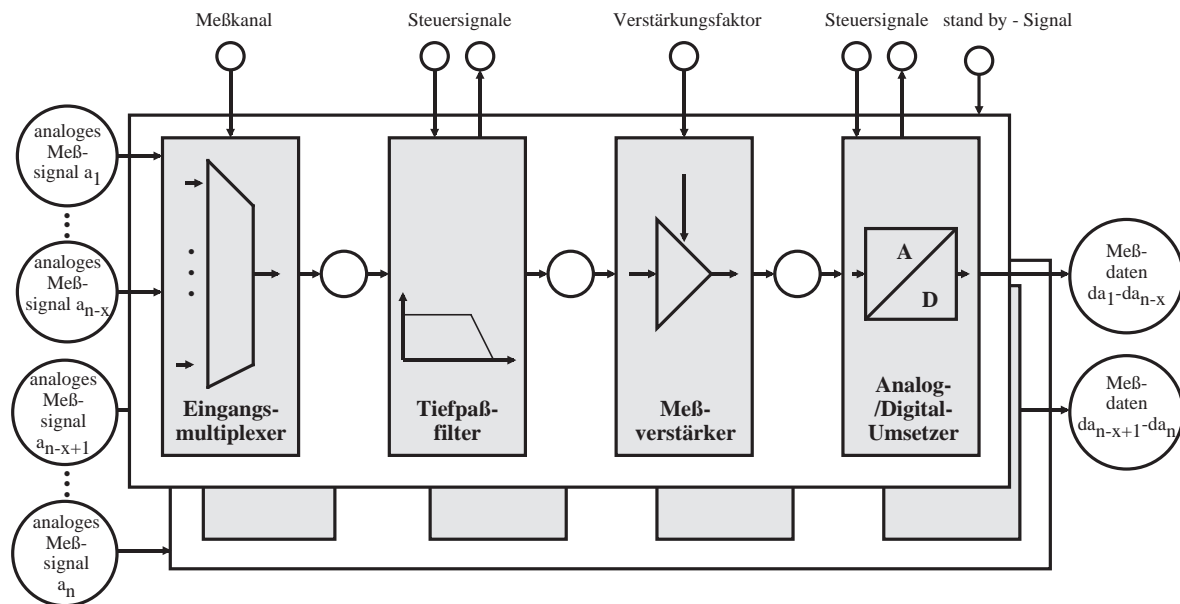 Meßkanal
Steuersignale
Verstärkungsfaktor
Steuersignale
stand by - Signal
analoges
Meß-
signal a1
analoges
Meß-
signal an-x
analoges
Meß-
signal
an-x+1
analoges
Meß-
signal
an
Eingangs-
multiplexer
Tiefpaß-
filter
Meß-
verstärker
A
D
Analog-
/Digital-
Umsetzer
Meß-
daten
da1-dan-x
Meß-
daten
dan-x+1-dan